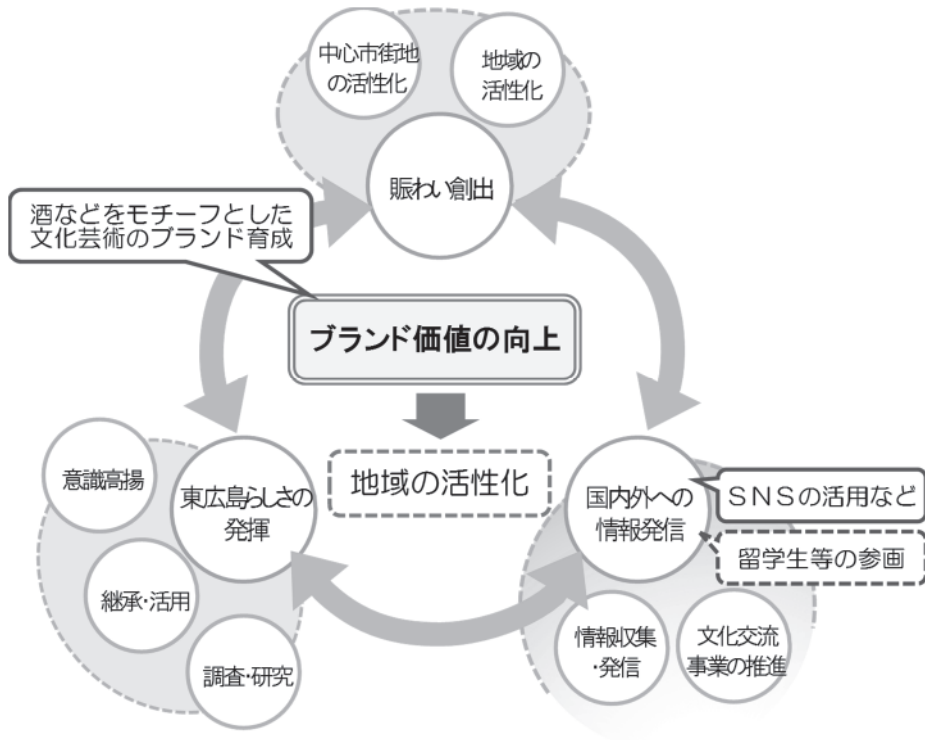 中心市街地
の活性化
地域の
活性化
賑わい創出
酒などをモチーフとした
文化芸術のブランド育成
ブランド価値の向上
地域の活性化
意識高揚
東広島らしさの
発揮
継承・活用
調査・研究
国内外への
情報発信
SNSの活用など
留学生等の参画
情報収集
・発信
文化交流
事業の推進